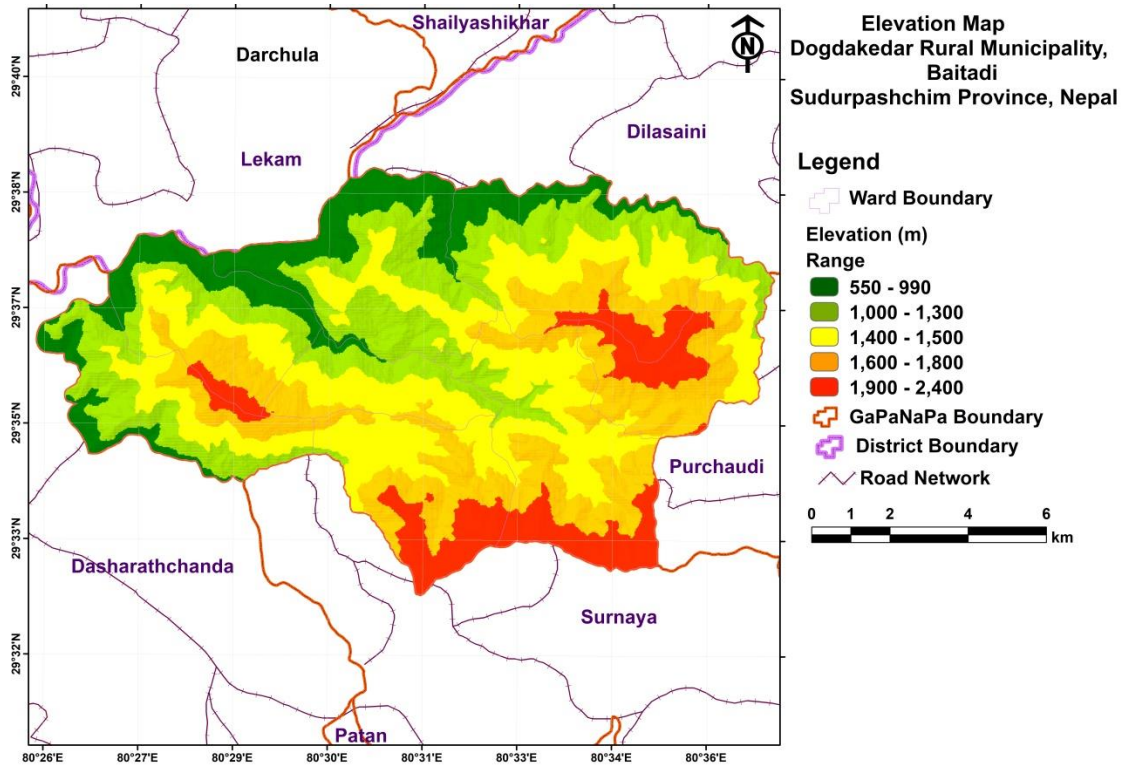 Elevation Map
Dogdakedar Rural Municipality,
Baitadi
Sudurpashchim Province, Nepal
Legend
Ward Boundary
Elevation (m)
Range
550 - 990
1,000 - 1,300
1,400 - 1,500
1,600 - 1,800
1,900 - 2,400
GaPaNaPa Boundary
District Boundary
Road Network
0 1 2 4 6
km
N
Shailyashikhar
Darchula
Dilasaini
Lekam
Purchaudi
Dasharathchanda
Surnaya
Patan
29°40'N
29°38'N
29°37'N
29°35'N
29°33'N
29°32'N
80°26'E 80°27'E 80°29'E 80°30'E 80°31'E 80°33'E 80°34'E 80°36'E